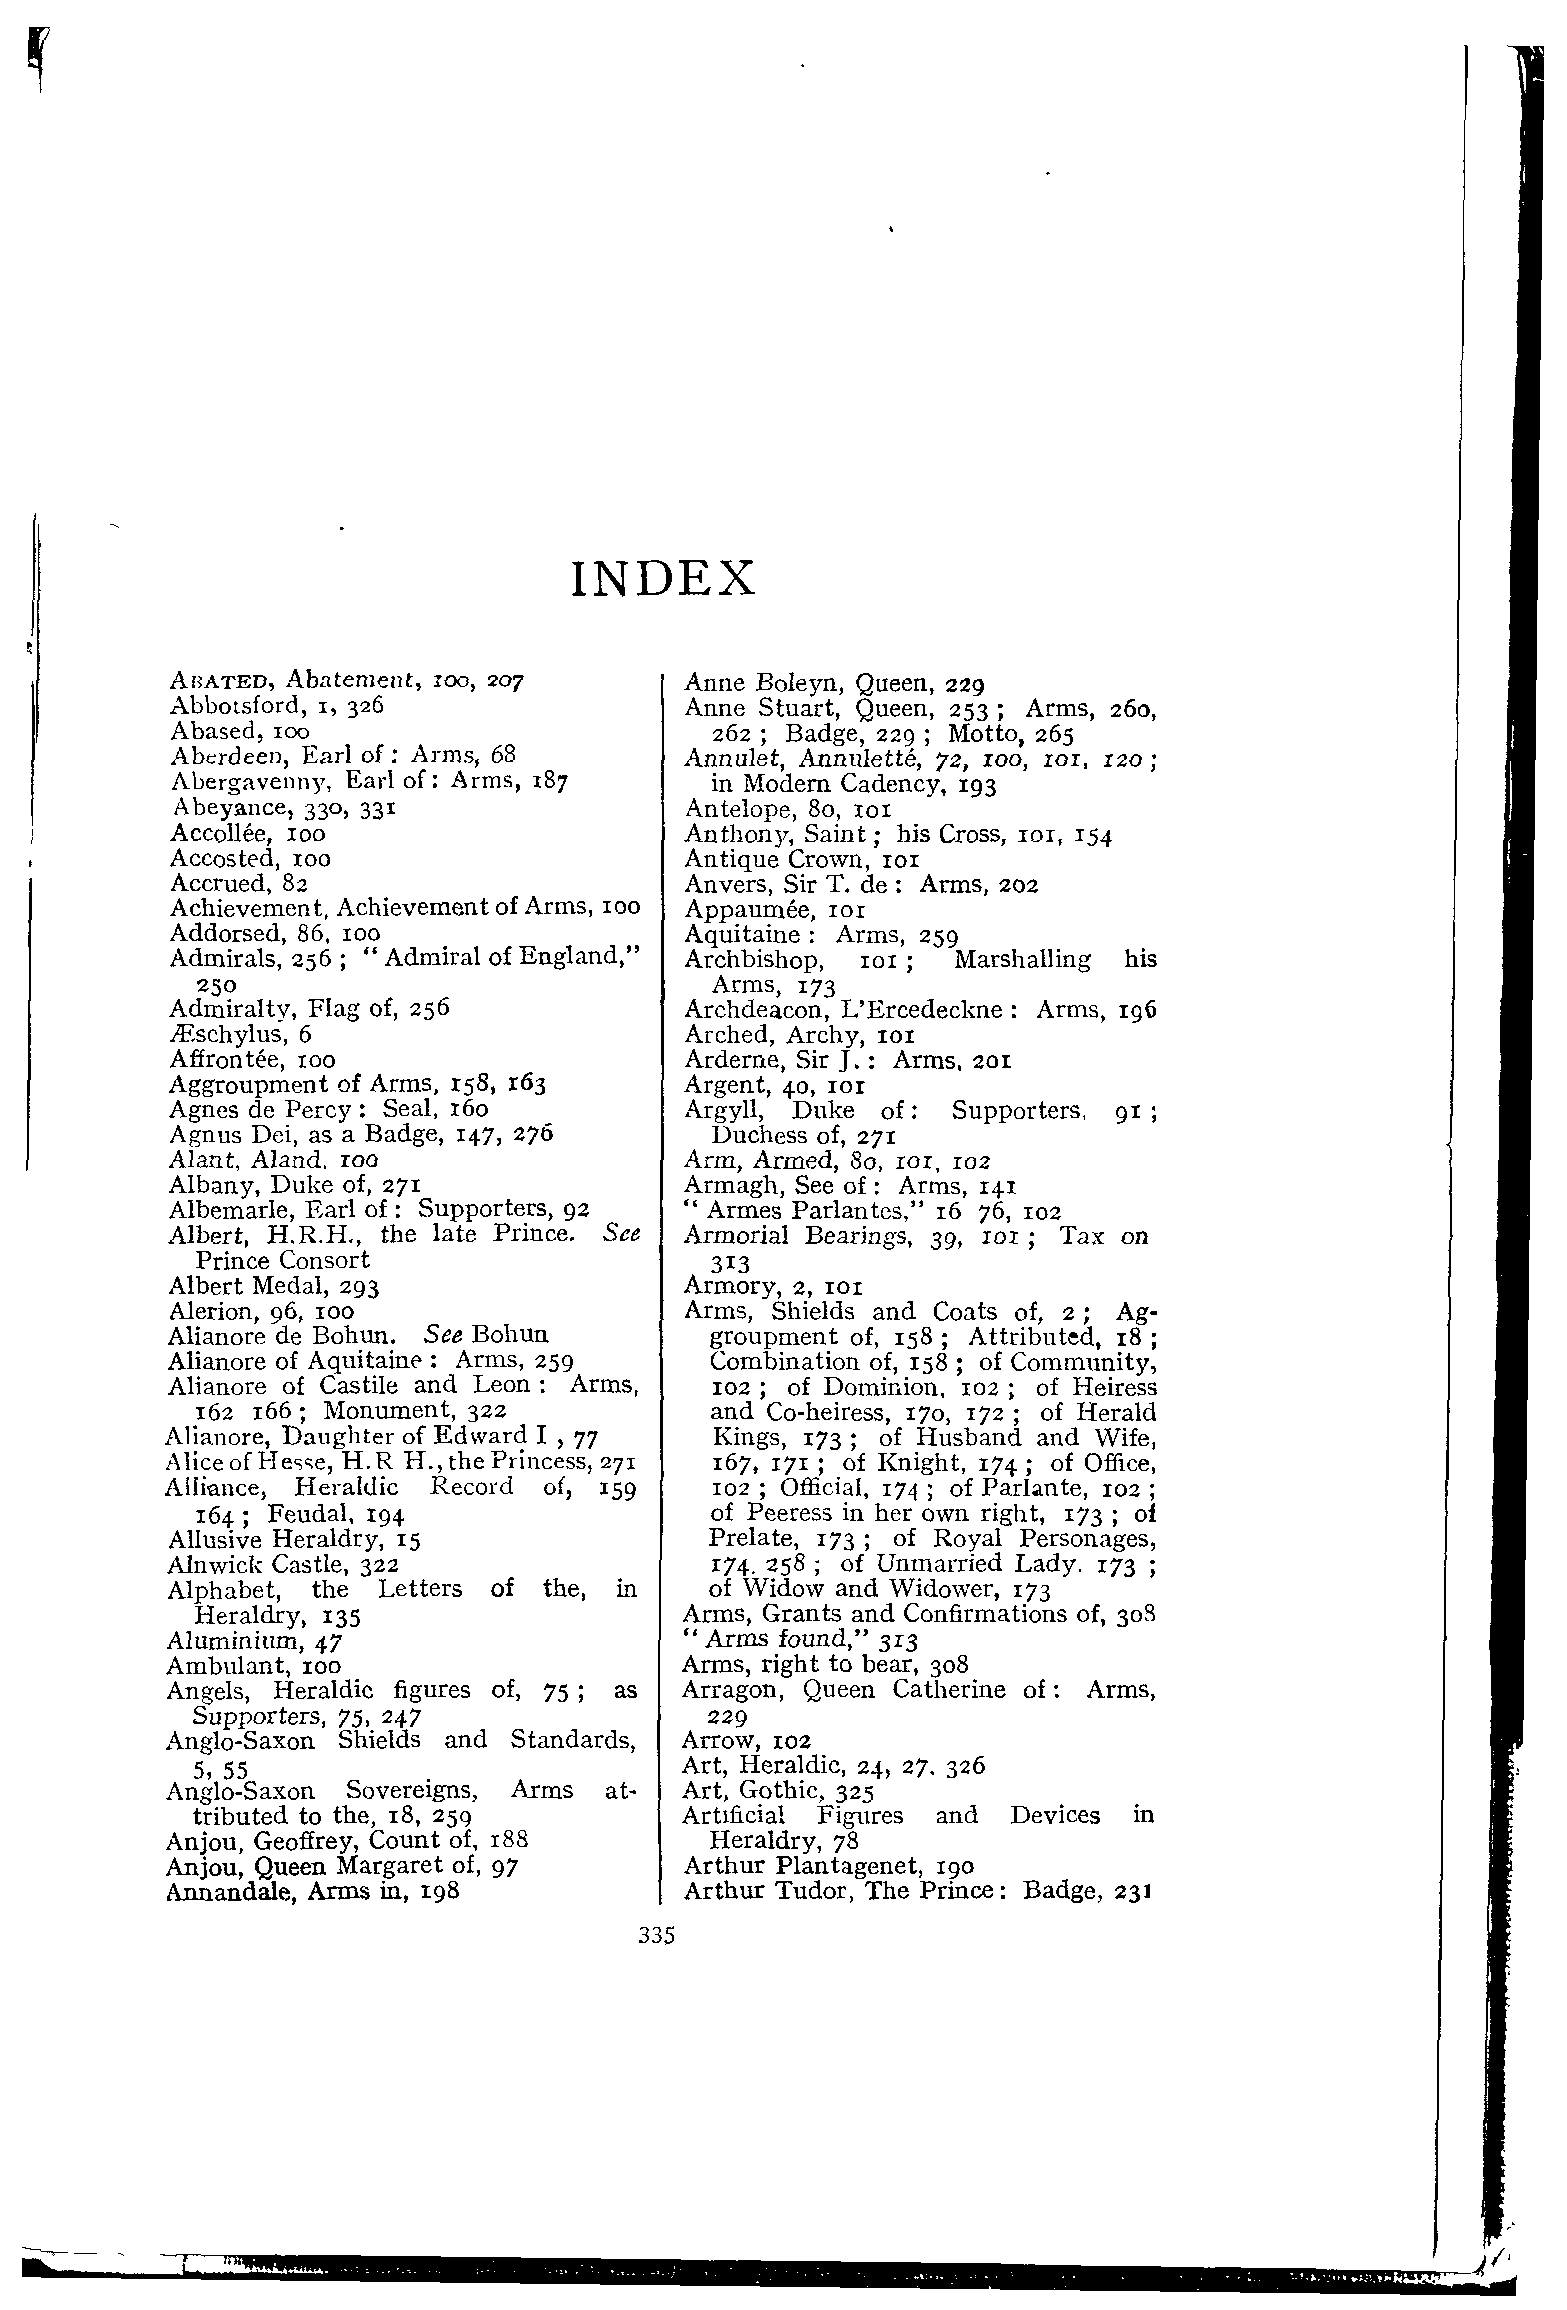 INDEX
ABATED, Abatement, 100, 207
Abbotsford, 1, 326
Abased, 100
Aberdeen, Earl of : Arms, 68
Abergavenny, Earl of : Arms, 187
Abeyance, 330, 331
Accollée, 100
Accosted, 100
Accrued, 82
Achievement, Achievement of Arms, 100
Addorsed, 86, 100
Admirals, 256 ; “ Admiral of England,”
250
Admiralty, Flag of, 256
Æschylus, 6
Affrontée, 100
Aggroupment of Arms, 158, 163
Agnes de Percy : Seal, 160
Agnus Dei, as a Badge, 147, 276
Alant, Aland, 100
Albany, Duke of, 271
Albemarle, Earl of : Supporters, 92
Albert, H.R.H., the late Prince. See
Prince Consort
Albert Medal, 293
Alerion, 96, 100
Alianore de Bohun. See Bohun
Alianore of Aquitaine : Arms, 259
Alianore of Castile and Leon : Arms,
162 166 ; Monument, 322
Alianore, Daughter of Edward I , 77
Alice of Hesse, H.R H., the Princess, 271
Alliance, Heraldic Record of, 159
164 ; Feudal, 194
Allusive Heraldry, 15
Alnwick Castle, 322
Alphabet, the Letters of the, in
Heraldry, 135
Aluminium, 47
Ambulant, 100
Angels, Heraldic figures of, 75 ; as
Supporters, 75, 247
Anglo-Saxon Shields and Standards,
5, 55
Anglo-Saxon Sovereigns, Arms at-
tributed to the, 18, 259
Anjou, Geoffrey, Count of, 188
Anjou, Queen Margaret of, 97
Annandale, Arms in, 198
Anne Boleyn, Queen, 229
Anne Stuart, Queen, 253 ; Arms, 260,
262 ; Badge, 229 ; Motto, 265
Annulet, Annuletté, 72, 100, 101, 120 ;
in Modern Cadency, 193
Antelope, 80, 101
Anthony, Saint ; his Cross, 101, 154
Antique Crown, 101
Anvers, Sir T. de : Arms, 202
Appaumée, 101
Aquitaine : Arms, 259
Archbishop, 101 ; Marshalling his
Arms, 173
Archdeacon, L’Ercedeckne : Arms, 196
Arched, Archy, 101
Arderne, Sir J. : Arms, 201
Argent, 40, 101
Argyll, Duke of : Supporters, 91 ;
Duchess of, 271
Arm, Armed, 80, 101, 102
Armagh, See of : Arms, 141
“ Armes Parlantes,” 16 76, 102
Armorial Bearings, 39, 101 ; Tax on
313
Armory, 2, 101
Arms, Shields and Coats of, 2 ; Ag-
groupment of, 158 ; Attributed, 18 ;
Combination of, 158 ; of Community,
102 ; of Dominion, 102 ; of Heiress
and Co-heiress, 170, 172 ; of Herald
Kings, 173 ; of Husband and Wife,
167, 171 ; of Knight, 174 ; of Office,
102 ; Official, 174 ; of Parlante, 102 ;
of Peeress in her own right, 173 ; of
Prelate, 173 ; of Royal Personages,
174. 258 ; of Unmarried Lady. 173 ;
of Widow and Widower, 173
Arms, Grants and Confirmations of, 308
“ Arms found,” 313
Arms, right to bear, 308
Arragon, Queen Catherine of : Arms,
229
Arrow, 102
Art, Heraldic, 24, 27. 326
Art, Gothic, 325
Artificial Figures and Devices in
Heraldry, 78
Arthur Plantagenet, 190
Arthur Tudor, The Prince : Badge, 231
335